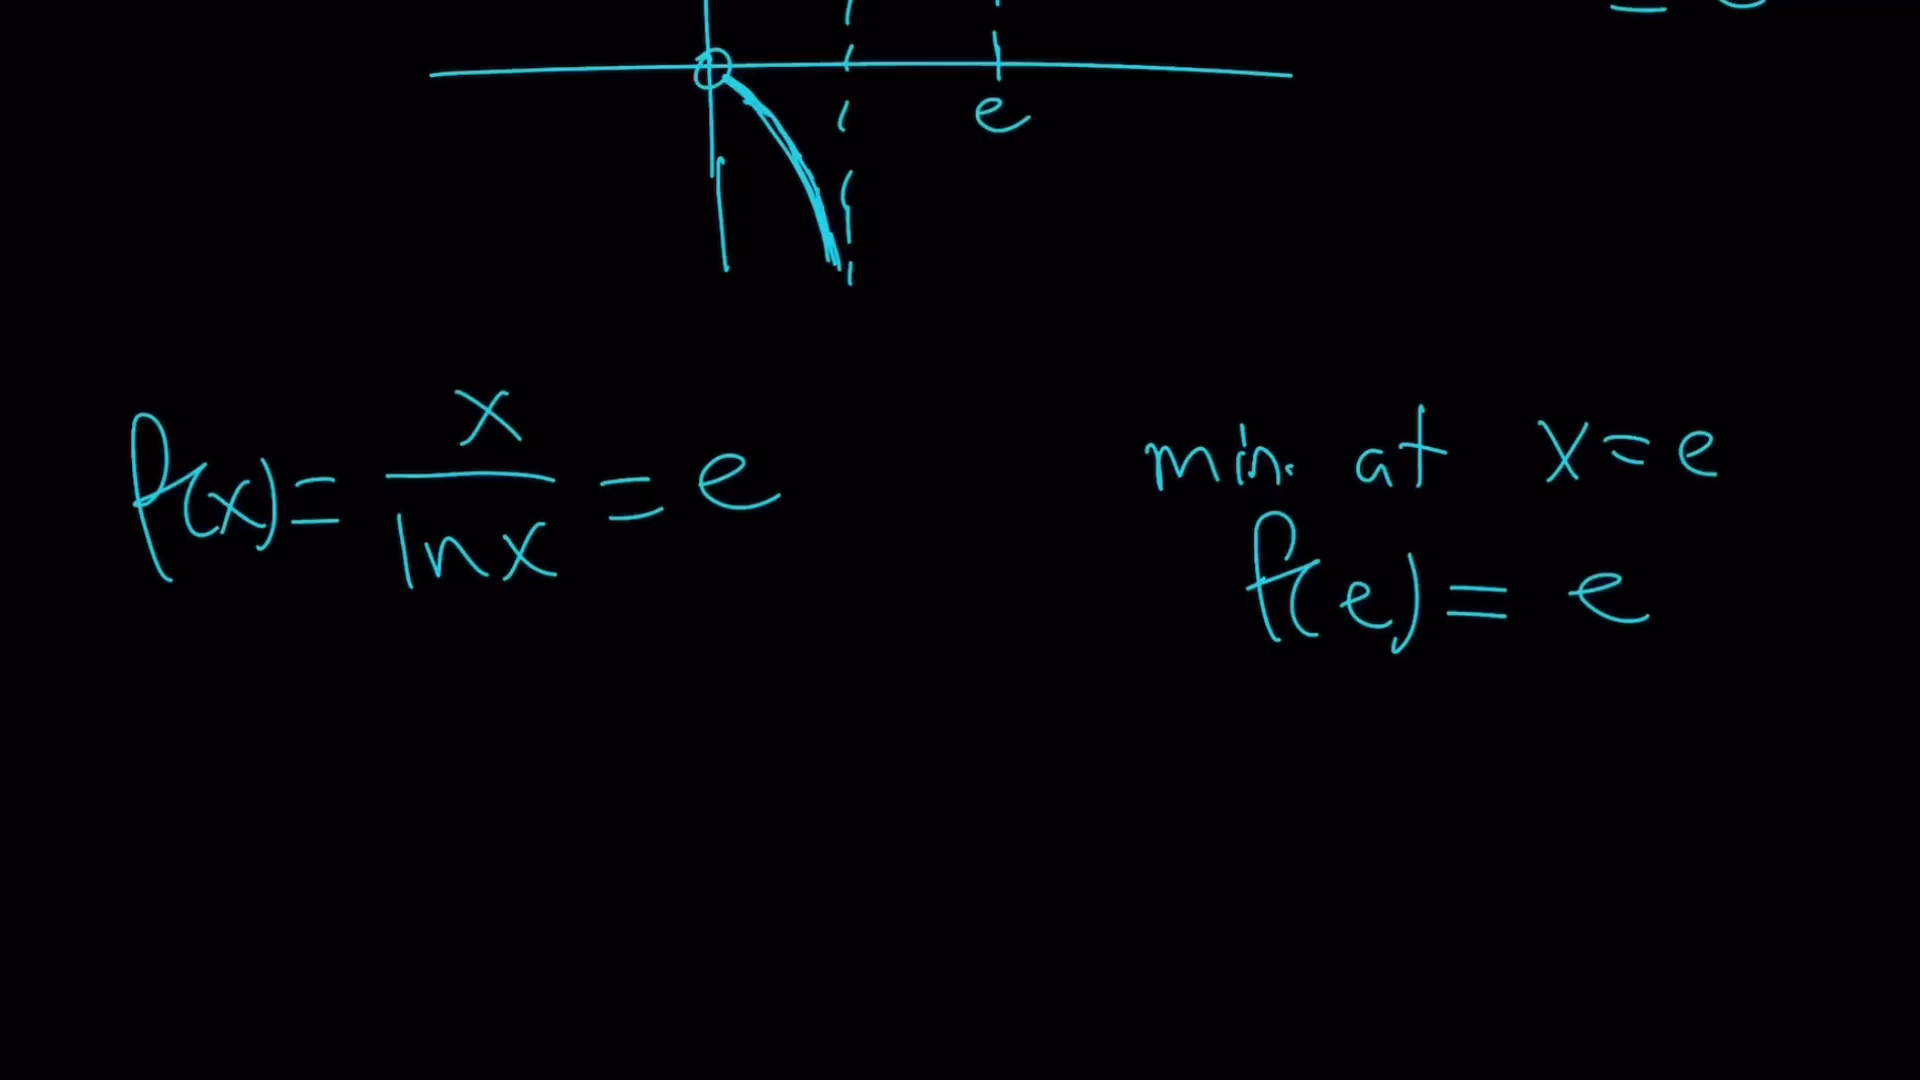 e
f(x) = x/ln x = e
min. at x = e
f(e) = e